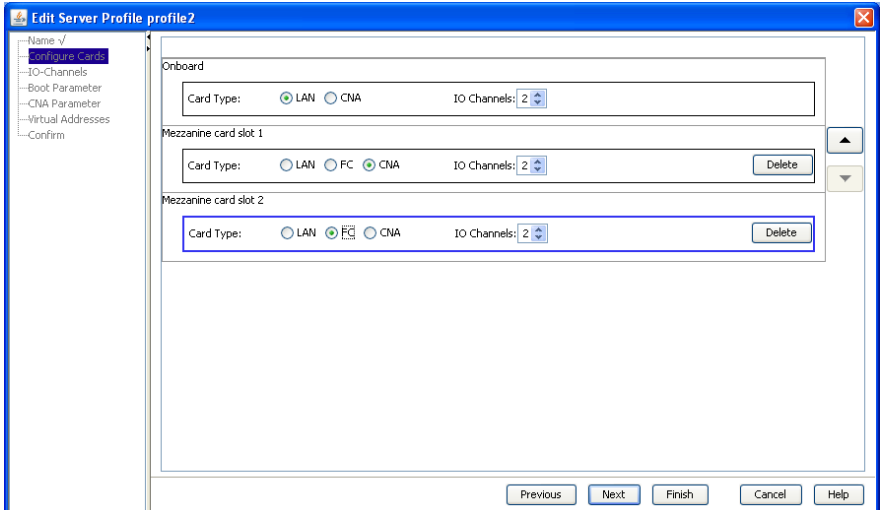 Edit Server Profile profile2
Name √
Configure Cards
IO-Channels
Boot Parameter
CNA Parameter
Virtual Addresses
Confirm
Onboard
Card Type: LAN CNA IO Channels: 2
Mezzanine card slot 1
Card Type: LAN FC CNA IO Channels: 2 Delete
Mezzanine card slot 2
Card Type: LAN FC CNA IO Channels: 2 Delete
Previous Next Finish Cancel Help